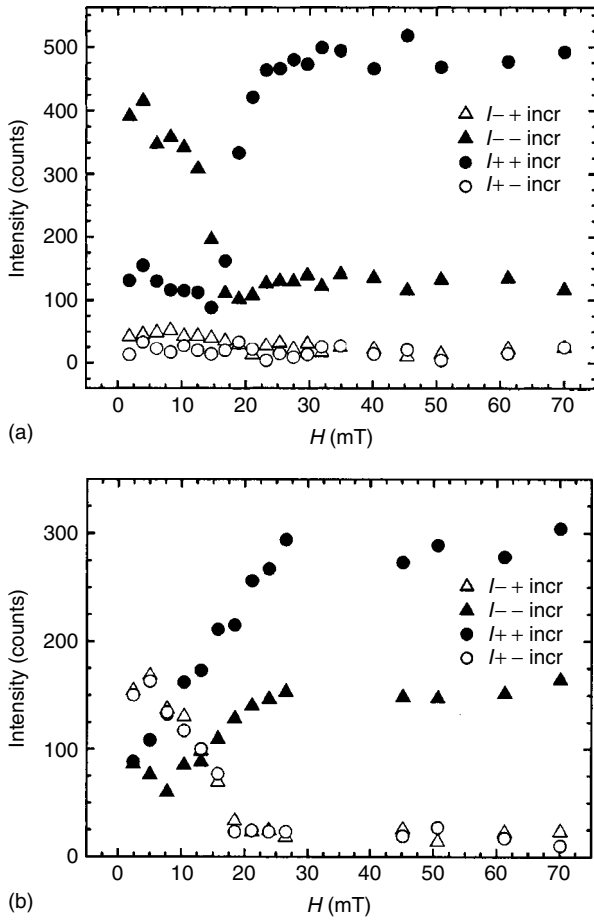 500
400
300
200
100
0
Intensity (counts)
I−+ incr
I−− incr
I++ incr
I+− incr
0 10 20 30 40 50 60 70
H (mT)
(a)
300
200
100
0
Intensity (counts)
I−+ incr
I−− incr
I++ incr
I+− incr
0 10 20 30 40 50 60 70
H (mT)
(b)